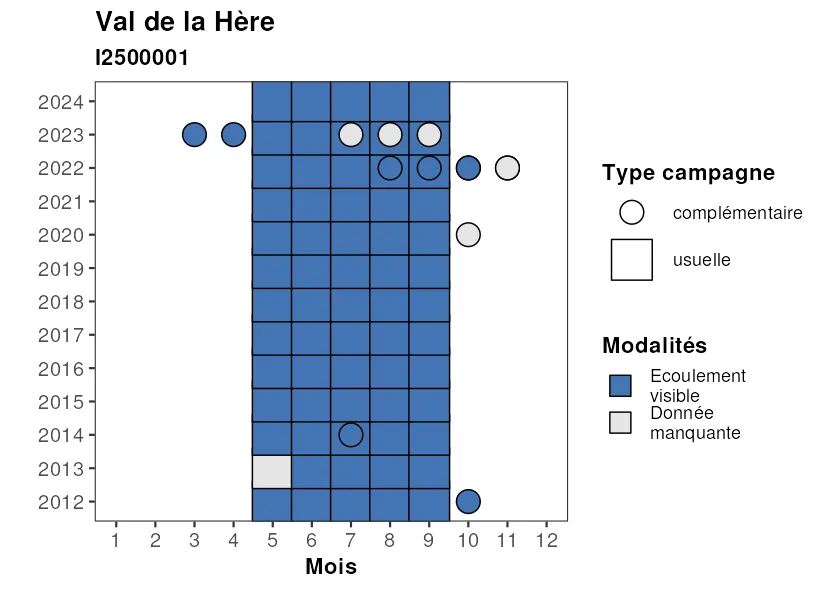 Val de la Hère
I2500001
2024
2023
2022
2021
2020
2019
2018
2017
2016
2015
2014
2013
2012
1 2 3 4 5 6 7 8 9 10 11 12
Mois
Type campagne
complémentaire
usuelle
Modalités
Ecoulement
visible
Donnée
manquante